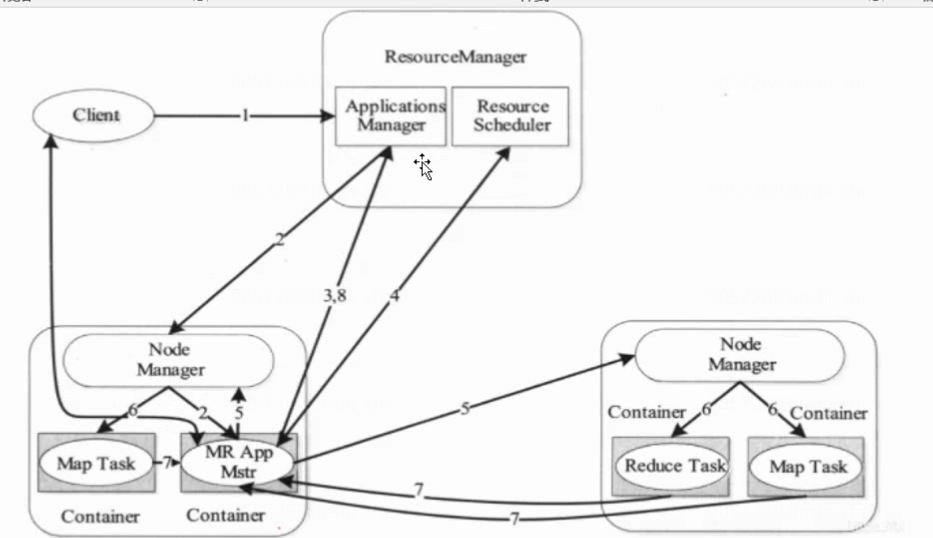 ResourceManager
Client
1
Applications
Manager
Resource
Scheduler
2
3,8
4
Node
Manager
6
2
5
Map Task
7
MR App
Mstr
Container
Container
5
Node
Manager
Container
6
6
Container
Reduce Task
Map Task
7
7